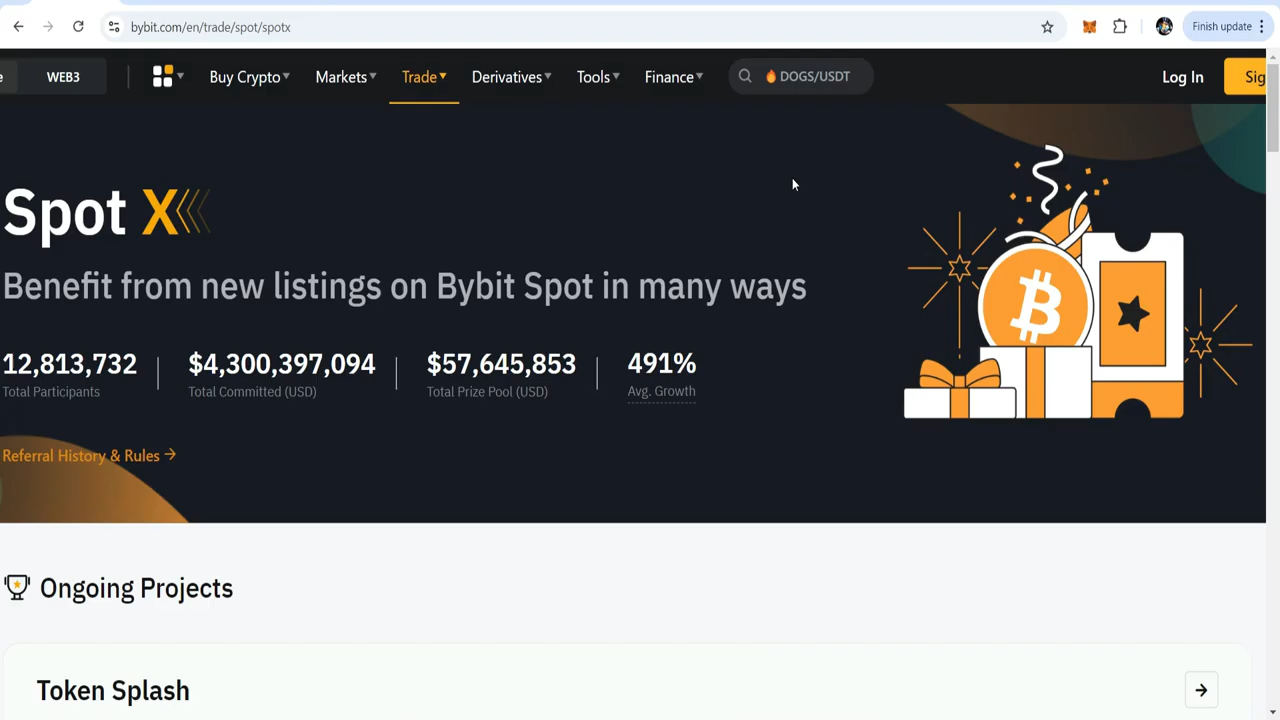 bybit.com/en/trade/spot/spotx
Finish update
e
WEB3
Buy Crypto
Markets
Trade
Derivatives
Tools
Finance
DOGS/USDT
Log In
Sig
Spot X
Benefit from new listings on Bybit Spot in many ways
12,813,732
$4,300,397,094
$57,645,853
491%
Total Participants
Total Committed (USD)
Total Prize Pool (USD)
Avg. Growth
Referral History & Rules
Ongoing Projects
Token Splash